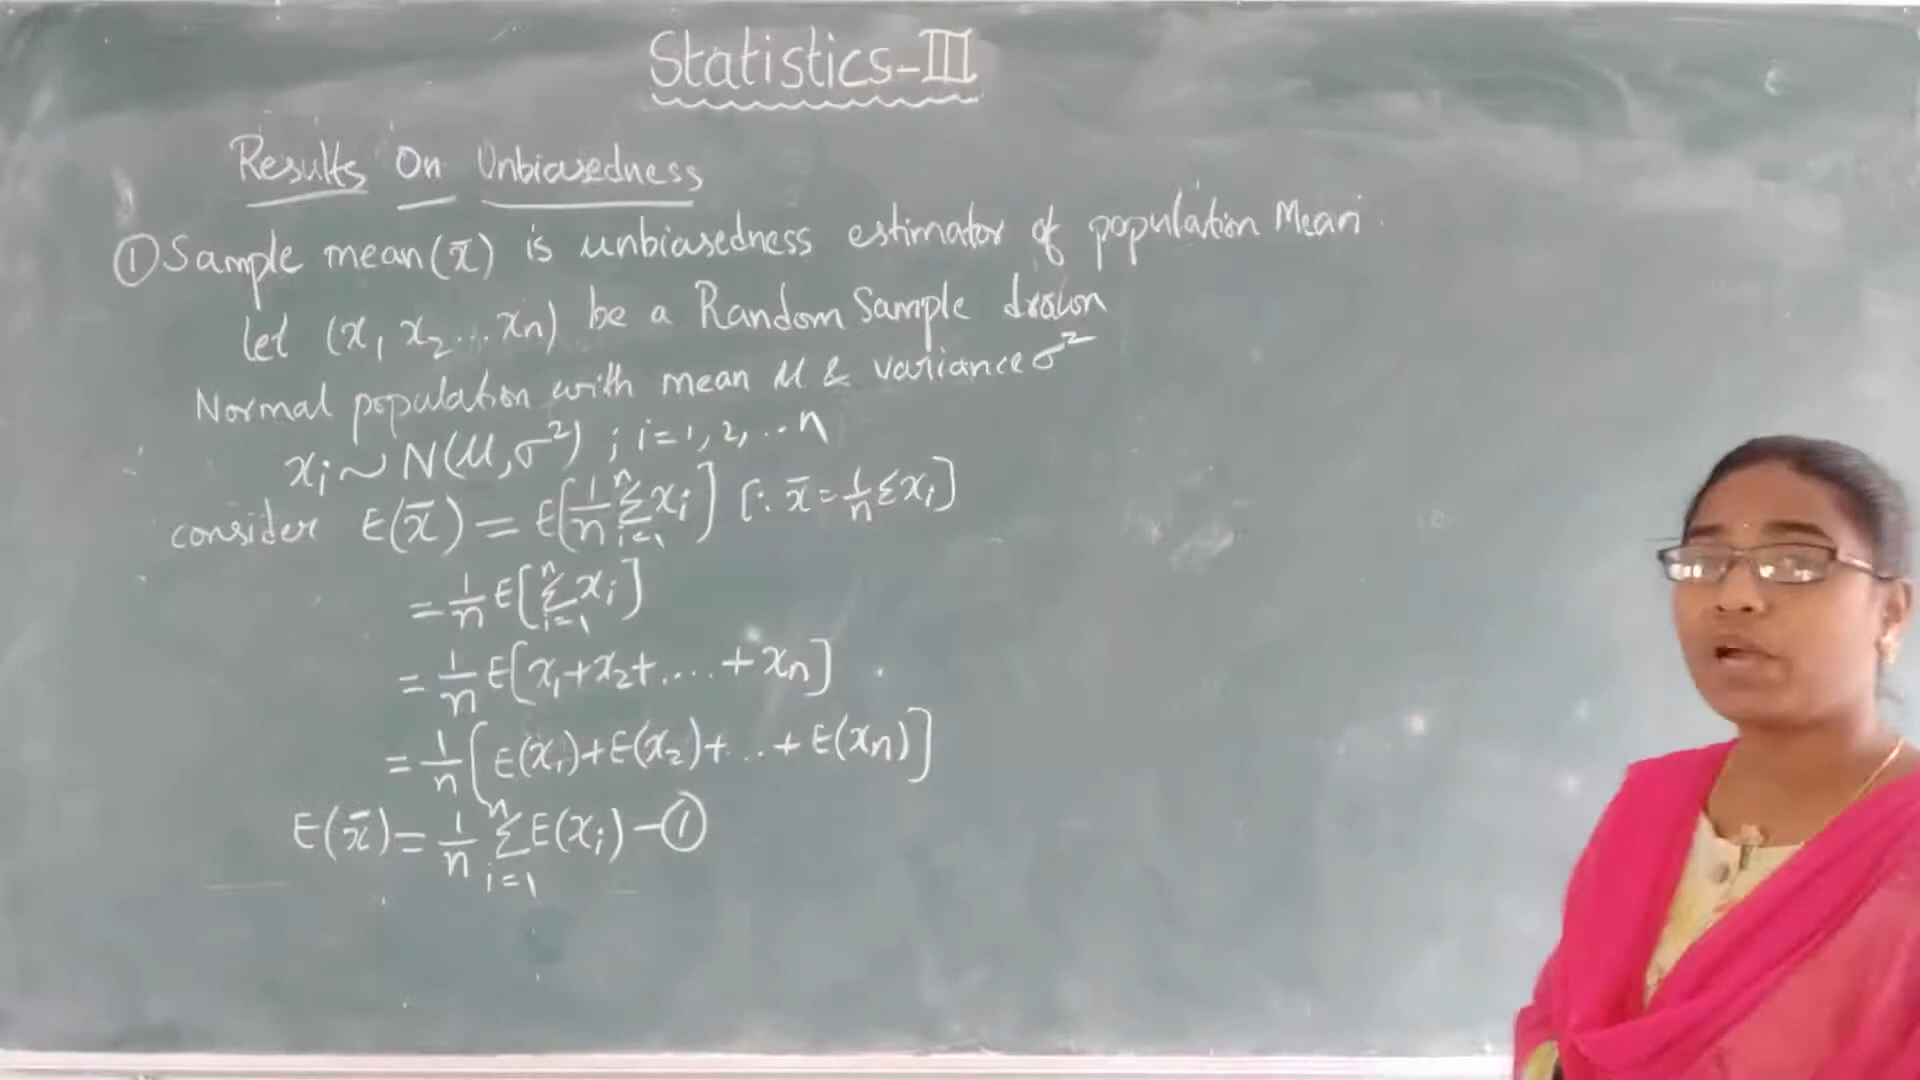 Statistics-III
Results On Unbiasedness
① Sample mean (x̄) is unbiasedness estimator of population Mean.
Let (x₁ x₂...xₙ) be a Random Sample drawn
Normal population with mean μ & variance σ²
xᵢ ~ N(μ, σ²) ; i=1, 2, ..n
consider E(x̄) = E[1/n Σⁿᵢ₌₁ xᵢ] [∵ x̄ = 1/n Σxᵢ]
= 1/n E[Σⁿᵢ₌₁ xᵢ]
= 1/n E[x₁+x₂+....+xₙ]
= 1/n [E(x₁)+E(x₂)+...+E(xₙ)]
E(x̄) = 1/n Σⁿᵢ₌₁ E(xᵢ) –①